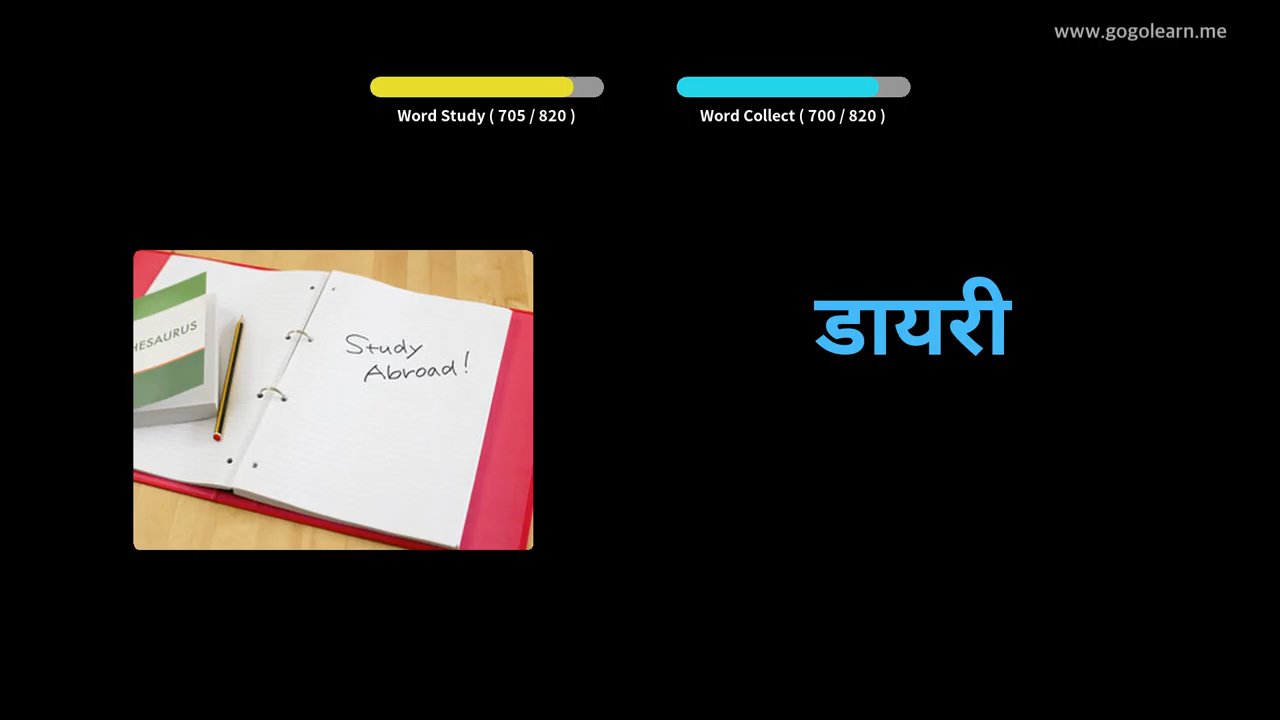 www.gogolearn.me
Word Study ( 705 / 820 )
Word Collect ( 700 / 820 )
डायरी
HESAURUS
Study
Abroad!